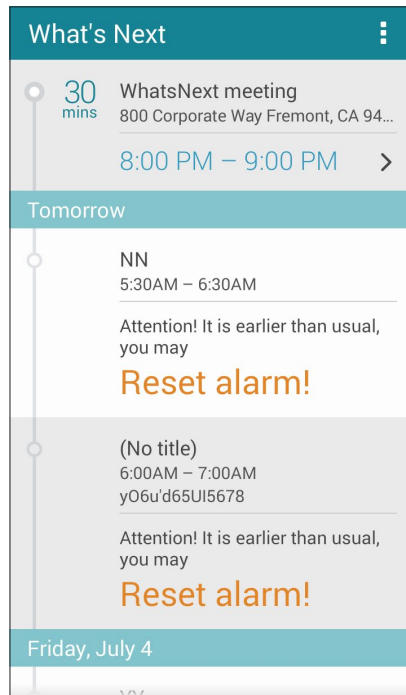 What's Next
30
mins
WhatsNext meeting
800 Corporate Way Fremont, CA 94...
8:00 PM – 9:00 PM
Tomorrow
NN
5:30AM – 6:30AM
Attention! It is earlier than usual,
you may
Reset alarm!
(No title)
6:00AM – 7:00AM
yO6u'd65UI5678
Attention! It is earlier than usual,
you may
Reset alarm!
Friday, July 4